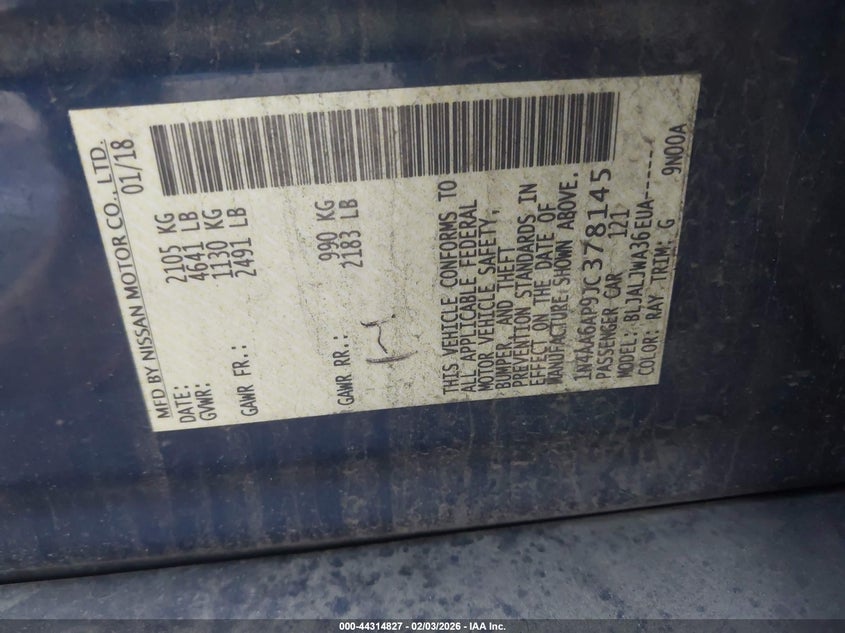 MFD BY NISSAN MOTOR CO., LTD.
DATE: 01/18
GVWR: 2105 KG
4641 LB
GAWR FR.: 1130 KG
2491 LB
GAWR RR.: 990 KG
2183 LB
THIS VEHICLE CONFORMS TO
ALL APPLICABLE FEDERAL
MOTOR VEHICLE SAFETY,
BUMPER, AND THEFT
PREVENTION STANDARDS IN
EFFECT ON THE DATE OF
MANUFACTURE SHOWN ABOVE.
1N4AA6AP9JC378145
PASSENGER CAR 121
MODEL: BLJALJWA36EUA------
COLOR: RAY TRIM: G 9N00A
000-44314827 - 02/03/2026 - IAA Inc.